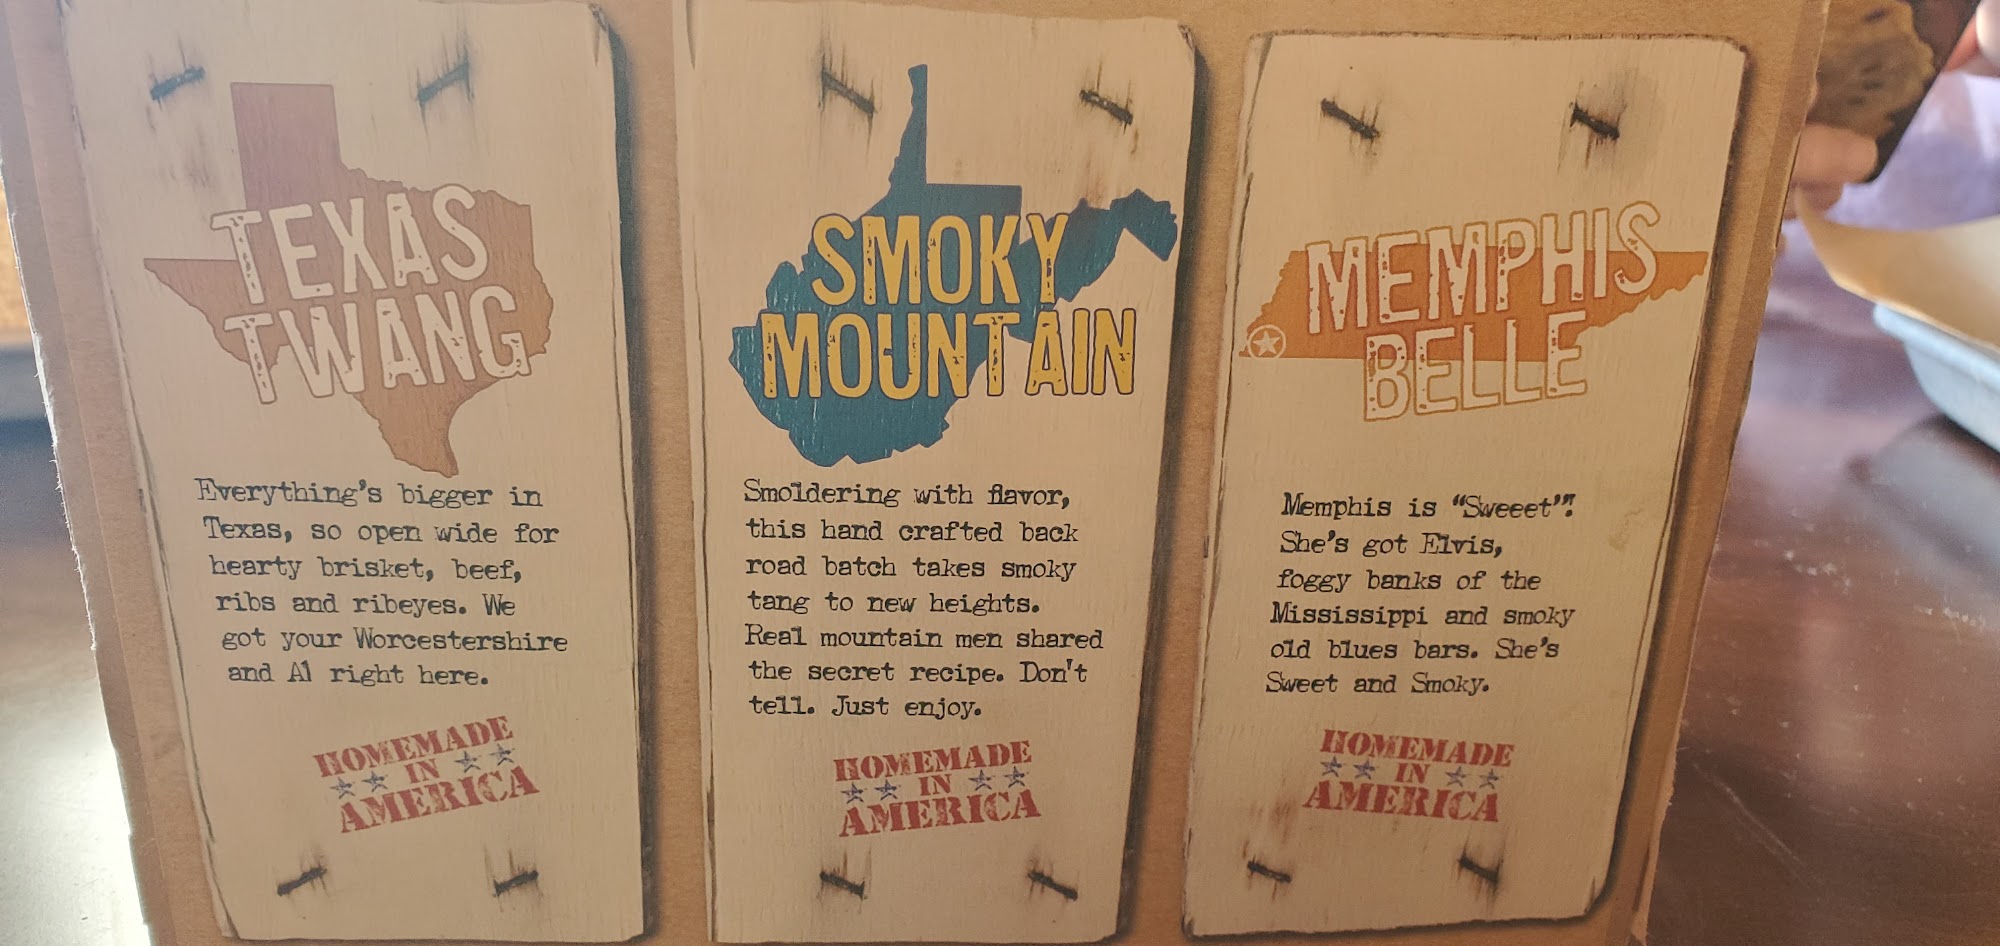 TEXAS
TWANG
Everything's bigger in
Texas, so open wide for
hearty brisket, beef,
ribs and ribeyes. We
got your Worcestershire
and A1 right here.
HOMEMADE
IN
AMERICA
SMOKY
MOUNTAIN
Smoldering with flavor,
this hand crafted back
road batch takes smoky
tang to new heights.
Real mountain men shared
the secret recipe. Don't
tell. Just enjoy.
HOMEMADE
IN
AMERICA
MEMPHIS
BELLE
Memphis is "Sweeet"!
She's got Elvis,
foggy banks of the
Mississippi and smoky
old blues bars. She's
Sweet and Smoky.
HOMEMADE
IN
AMERICA